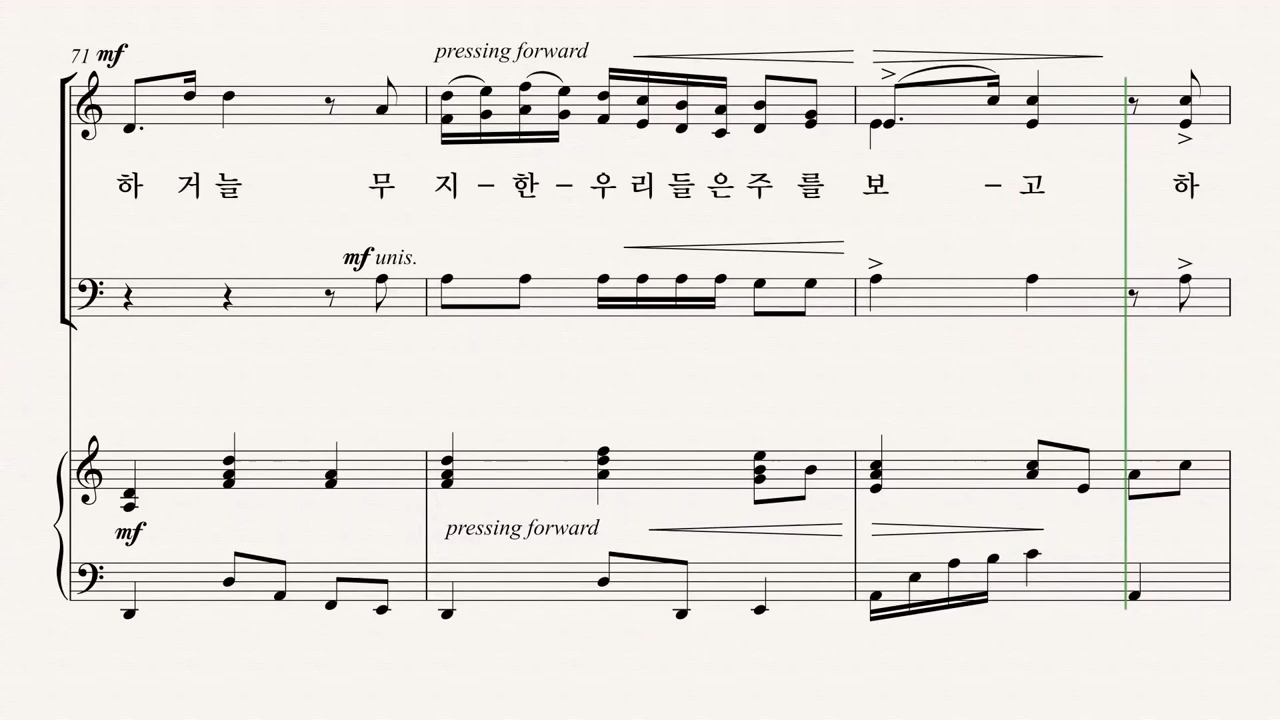 71 mf pressing forward
하 거 늘 무 지 – 한 – 우 리 들 은 주 를 보 – 고 하
mf unis.
mf pressing forward